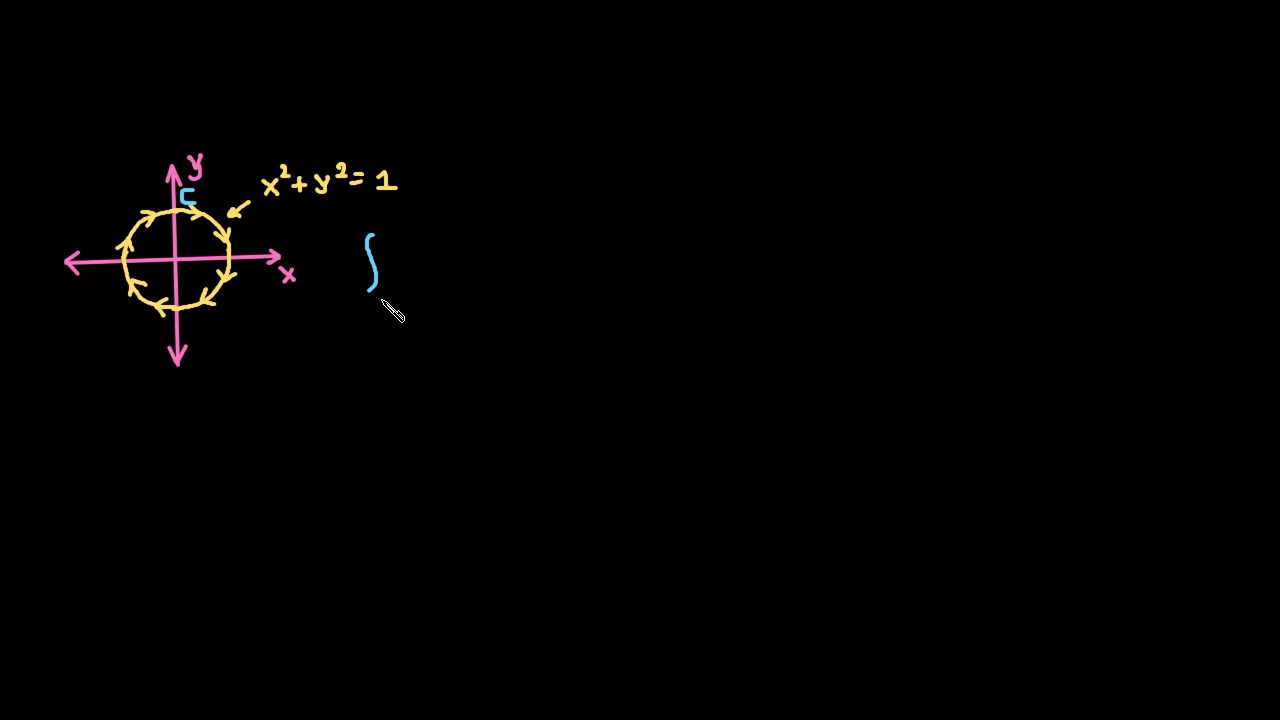 y
C
x² + y² = 1
x
∫